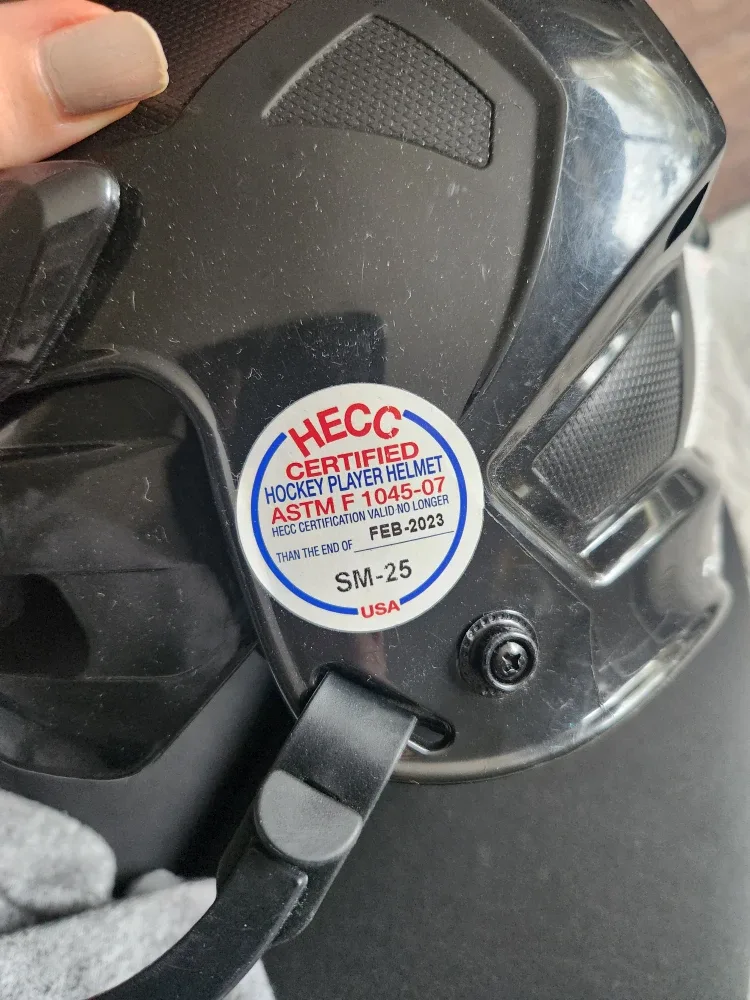 HECC
CERTIFIED
HOCKEY PLAYER HELMET
ASTM F 1045-07
HECC CERTIFICATION VALID NO LONGER
THAN THE END OF FEB-2023
SM-25
USA